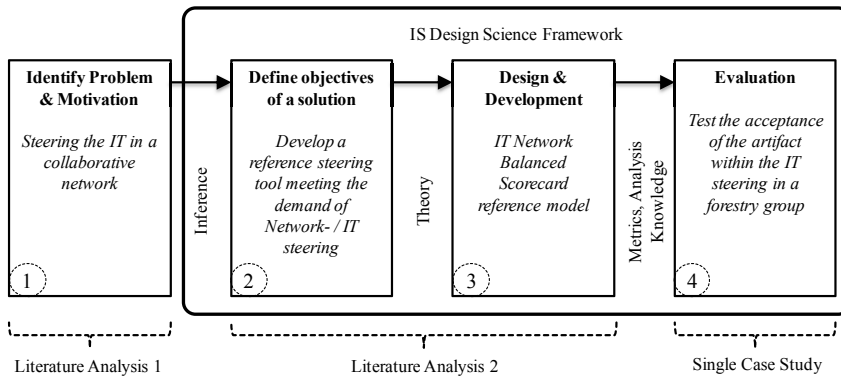 IS Design Science Framework
Identify Problem
& Motivation
Steering the IT in a
collaborative
network
1
Inference
Define objectives
of a solution
Develop a
reference steering
tool meeting the
demand of
Network- / IT
steering
2
Theory
Design &
Development
IT Network
Balanced
Scorecard
reference model
3
Metrics, Analysis
Knowledge
Evaluation
Test the acceptance
of the artifact
within the IT
steering in a
forestry group
4
Literature Analysis 1
Literature Analysis 2
Single Case Study